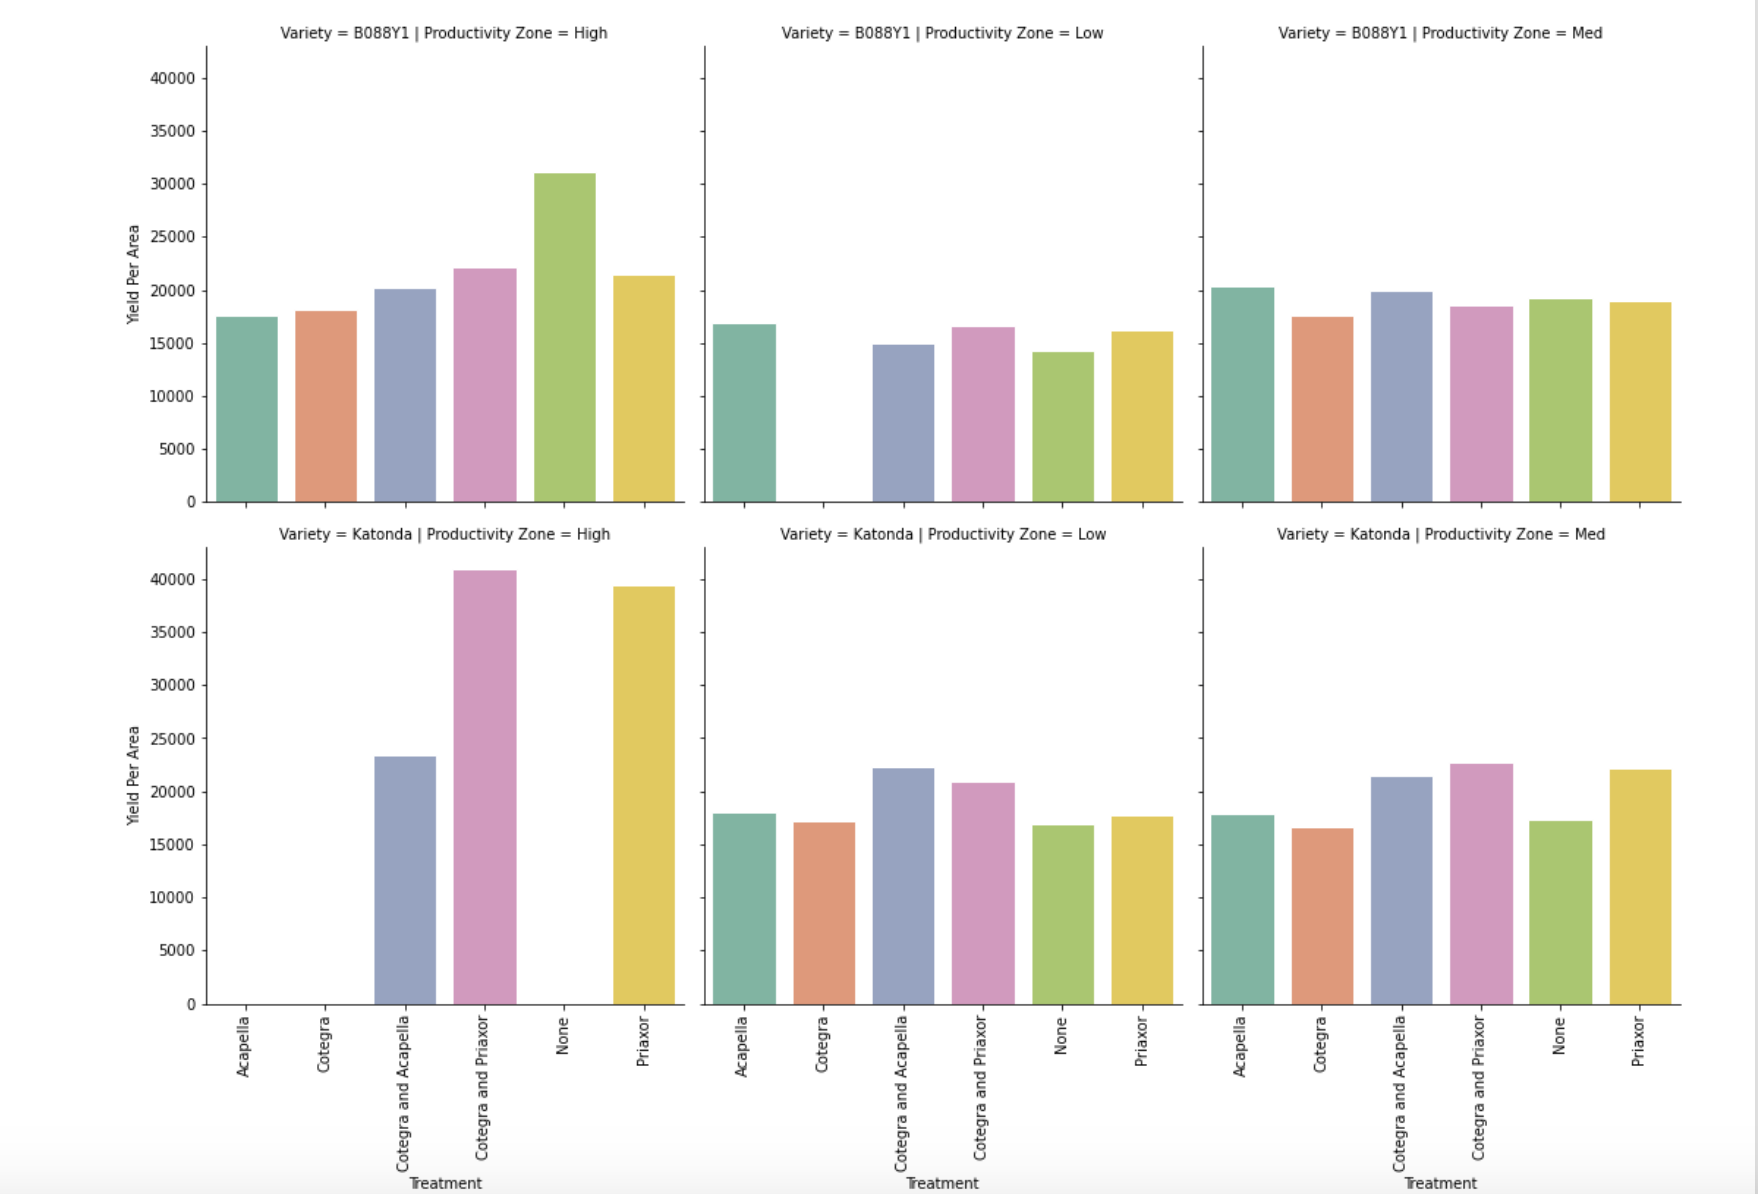 Variety = B088Y1 | Productivity Zone = High
Variety = B088Y1 | Productivity Zone = Low
Variety = B088Y1 | Productivity Zone = Med
40000
35000
30000
25000
20000
15000
10000
5000
0
Yield Per Area
Variety = Katonda | Productivity Zone = High
Variety = Katonda | Productivity Zone = Low
Variety = Katonda | Productivity Zone = Med
40000
35000
30000
25000
20000
15000
10000
5000
0
Yield Per Area
Acapella
Cotegra
Cotegra and Acapella
Cotegra and Priaxor
None
Priaxor
Treatment
Acapella
Cotegra
Cotegra and Acapella
Cotegra and Priaxor
None
Priaxor
Treatment
Acapella
Cotegra
Cotegra and Acapella
Cotegra and Priaxor
None
Priaxor
Treatment